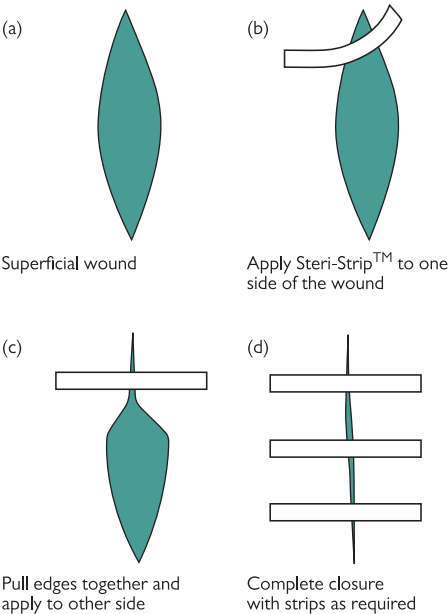 (a)
(b)
Superficial wound
Apply Steri-Strip™ to one
side of the wound
(c)
(d)
Pull edges together and
apply to other side
Complete closure
with strips as required